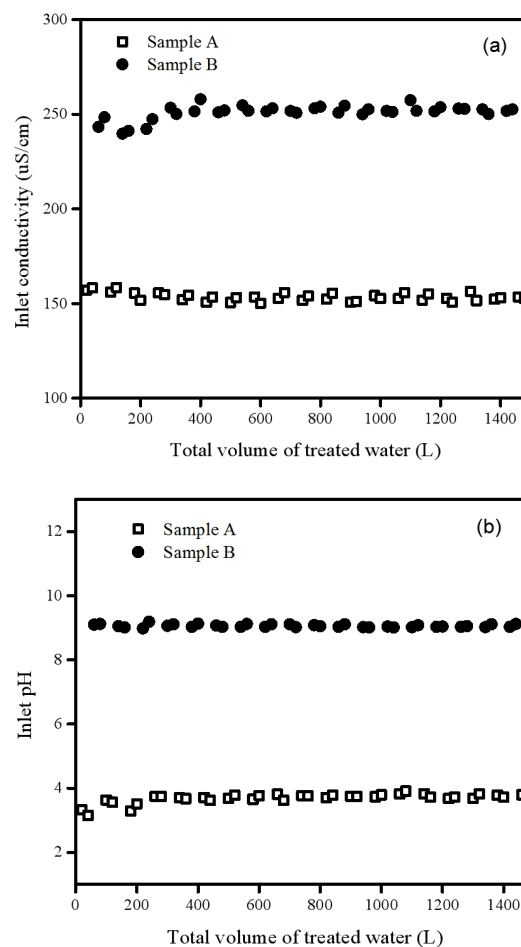 300
250
200
150
100
Inlet conductivity (uS/cm)
Sample A
Sample B
(a)
0 200 400 600 800 1000 1200 1400
Total volume of treated water (L)
12
10
8
6
4
2
Inlet pH
Sample A
Sample B
(b)
0 200 400 600 800 1000 1200 1400
Total volume of treated water (L)